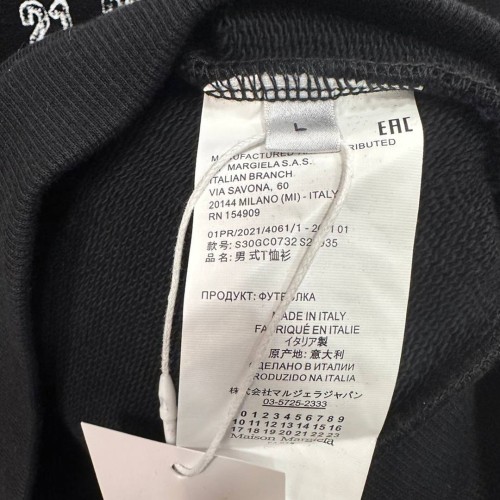 21
L
EAC
MANUFACTURED DISTRIBUTED
MARGIELA S.A.S.
ITALIAN BRANCH
VIA SAVONA, 60
20144 MILANO (MI) - ITALY
RN 154909
01PR/2021/4061/1 - 01
款号: S30GC0732
品名: 男式T恤衫
ПРОДУКТ: ФУТБОЛКА
MADE IN ITALY
FABRIQUÉ EN ITALIE
イタリア製
原产地: 意大利
СДЕЛАНО В ИТАЛИИ
PRODUZIDO NA ITALIA
株式会社マルジェラジャパン
03-5725-2333
0 1 2 3 4 5 6 7 8 9
10 11 12 13 14 15 16
17 18 19 20 21 22 23
Maison Margiela